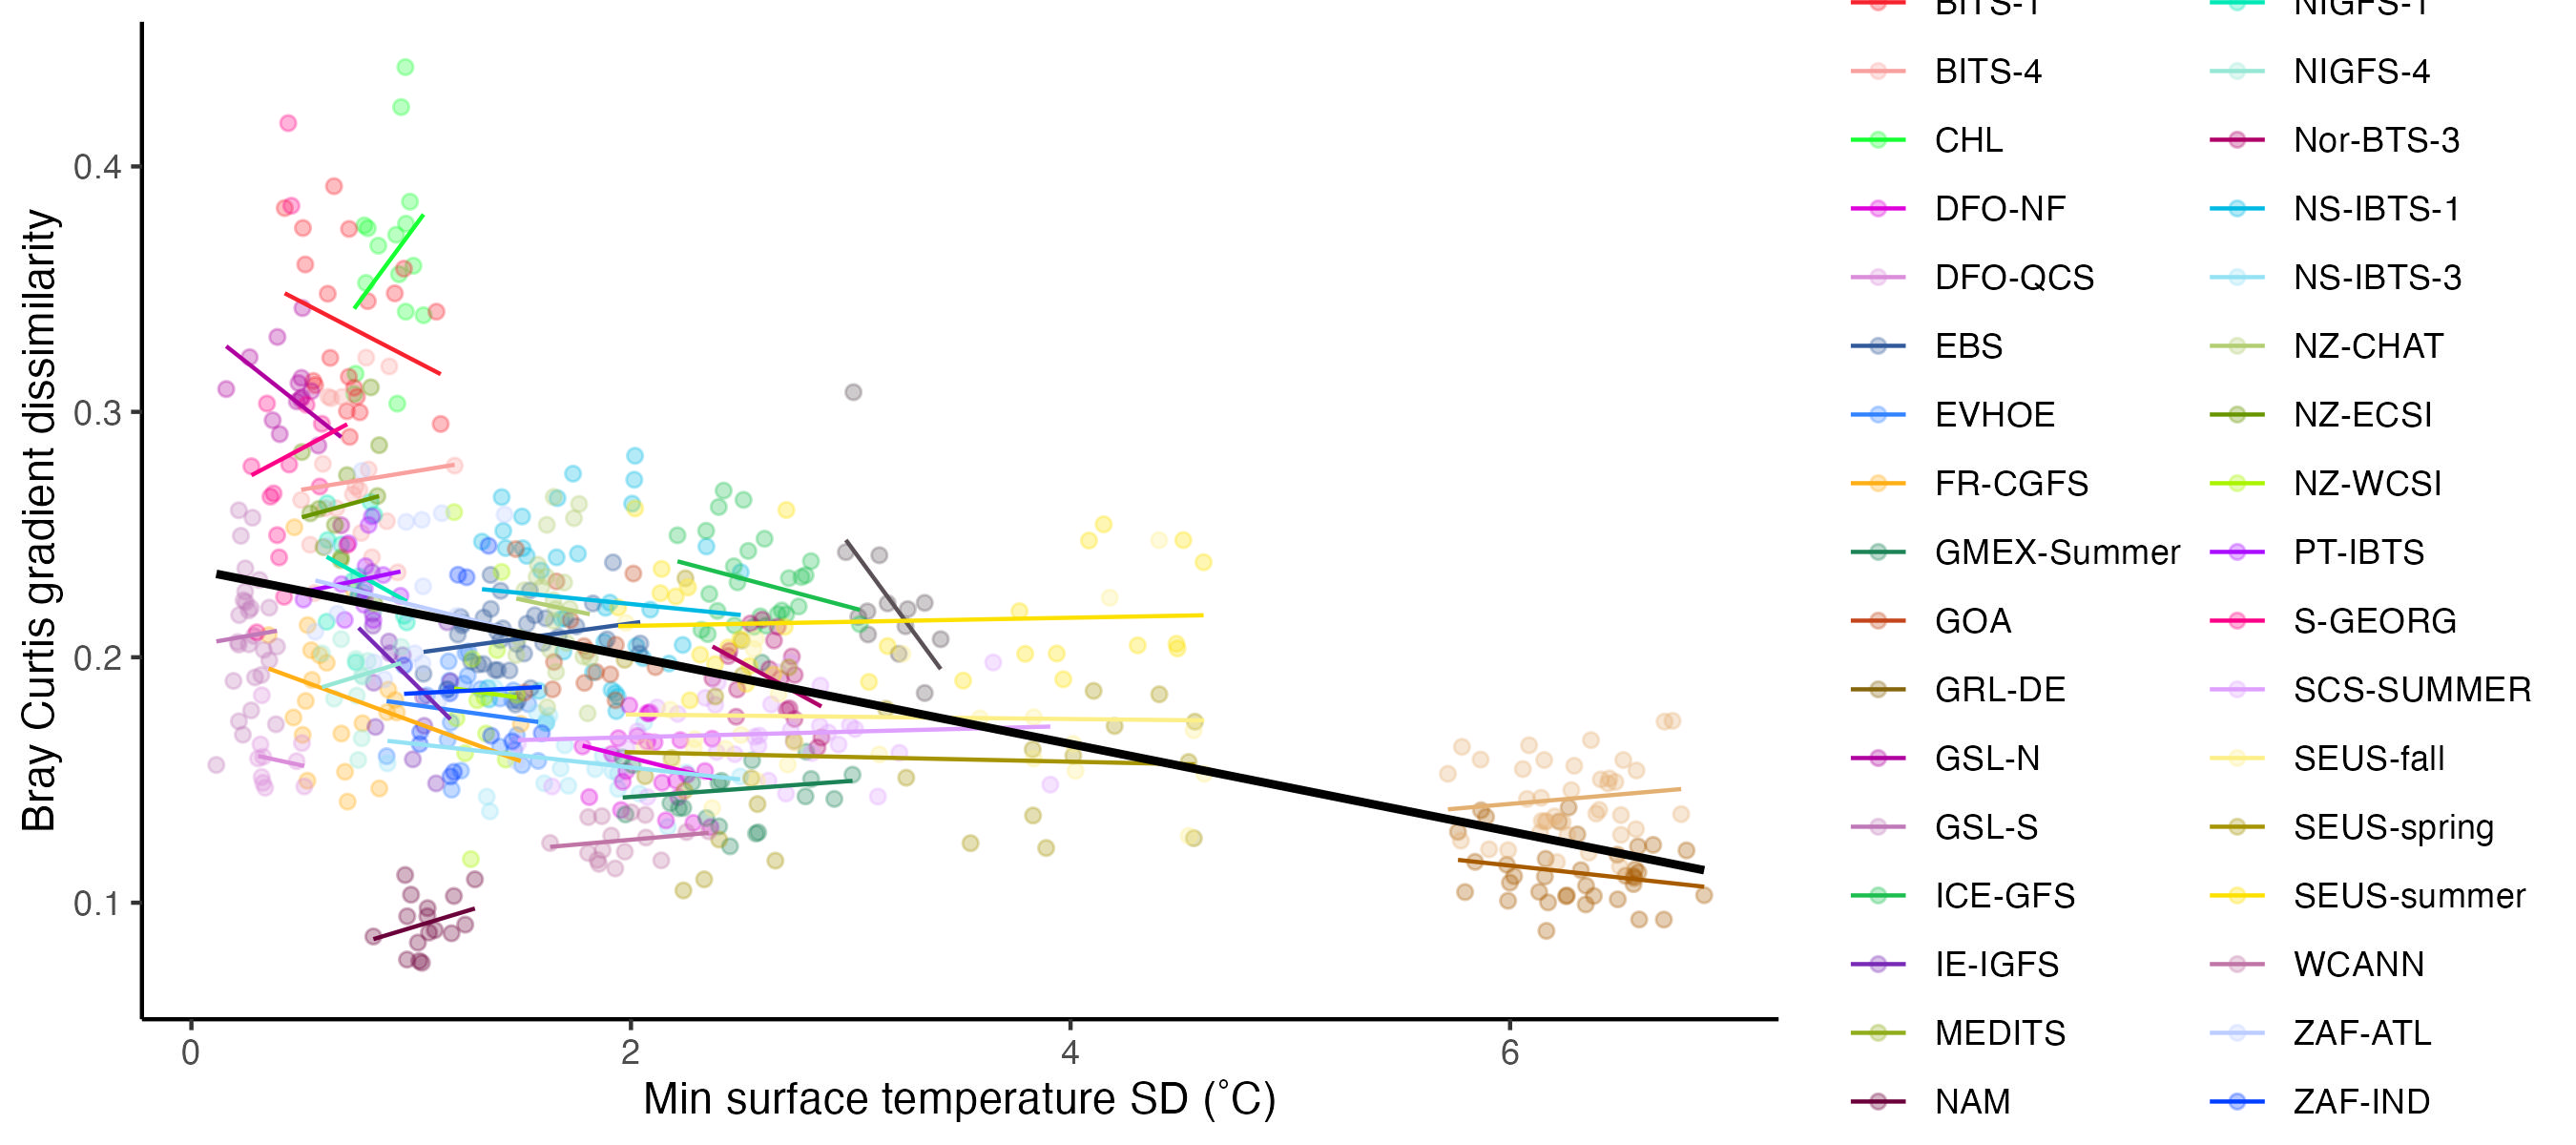 BITS-1 NIGFS-1
BITS-4 NIGFS-4
CHL Nor-BTS-3
DFO-NF NS-IBTS-1
DFO-QCS NS-IBTS-3
EBS NZ-CHAT
EVHOE NZ-ECSI
FR-CGFS NZ-WCSI
GMEX-Summer PT-IBTS
GOA S-GEORG
GRL-DE SCS-SUMMER
GSL-N SEUS-fall
GSL-S SEUS-spring
ICE-GFS SEUS-summer
IE-IGFS WCANN
MEDITS ZAF-ATL
NAM ZAF-IND
Bray Curtis gradient dissimilarity
0.4
0.3
0.2
0.1
0 2 4 6
Min surface temperature SD (˚C)